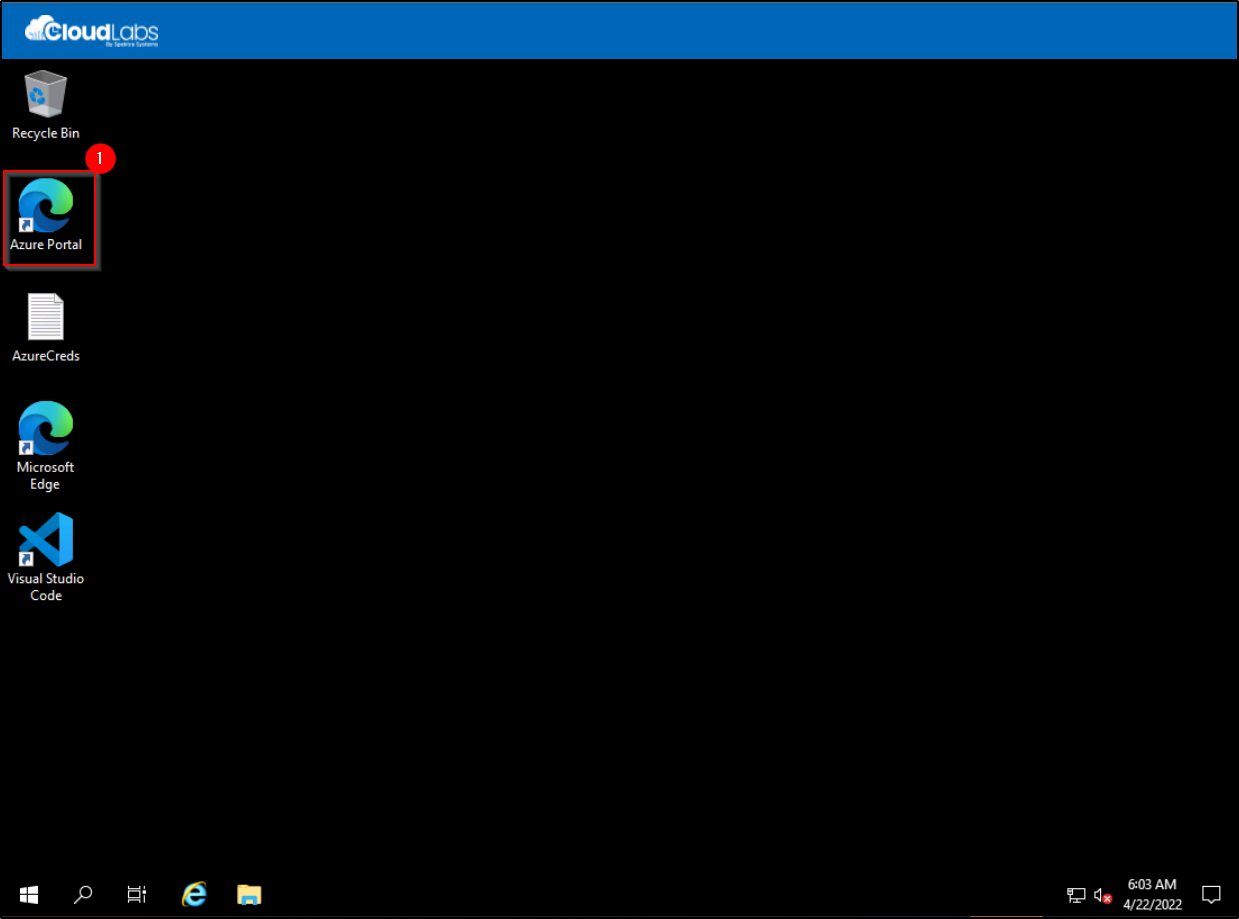 CloudLabs
By Spektra Systems
Recycle Bin
1
Azure Portal
AzureCreds
Microsoft
Edge
Visual Studio
Code
6:03 AM
4/22/2022